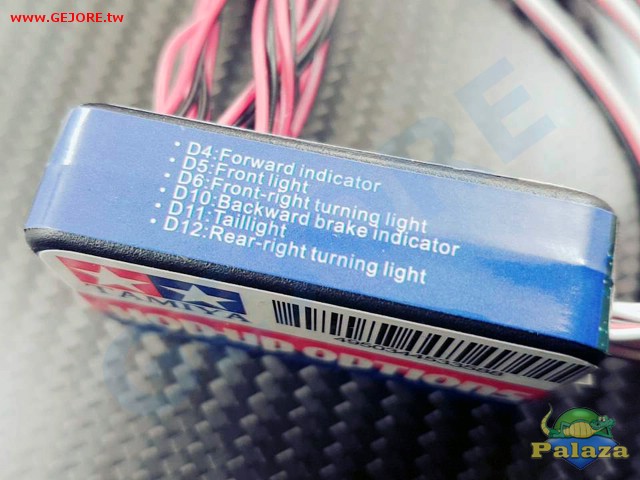 www.GEJORE.tw
• D4:Forward indicator
• D5:Front light
• D6:Front-right turning light
• D10:Backward brake indicator
• D11:Taillight
• D12:Rear-right turning light
TAMIYA
HOP-UP OPTIONS
Palaza